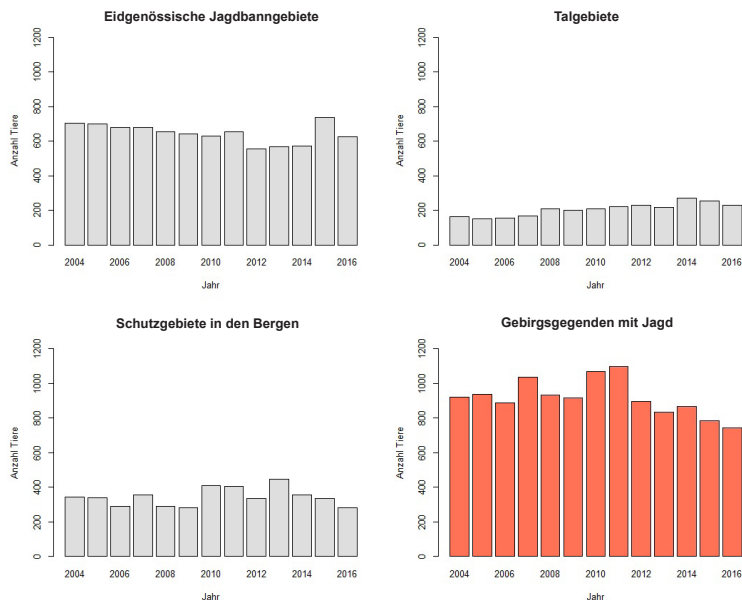 Eidgenössische Jagdbanngebiete
Anzahl Tiere
1200
1000
800
600
400
200
0
2004 2006 2008 2010 2012 2014 2016
Jahr
Talgebiete
Anzahl Tiere
1200
1000
800
600
400
200
0
2004 2006 2008 2010 2012 2014 2016
Jahr
Schutzgebiete in den Bergen
Anzahl Tiere
1200
1000
800
600
400
200
0
2004 2006 2008 2010 2012 2014 2016
Jahr
Gebirgsgegenden mit Jagd
Anzahl Tiere
1200
1000
800
600
400
200
0
2004 2006 2008 2010 2012 2014 2016
Jahr